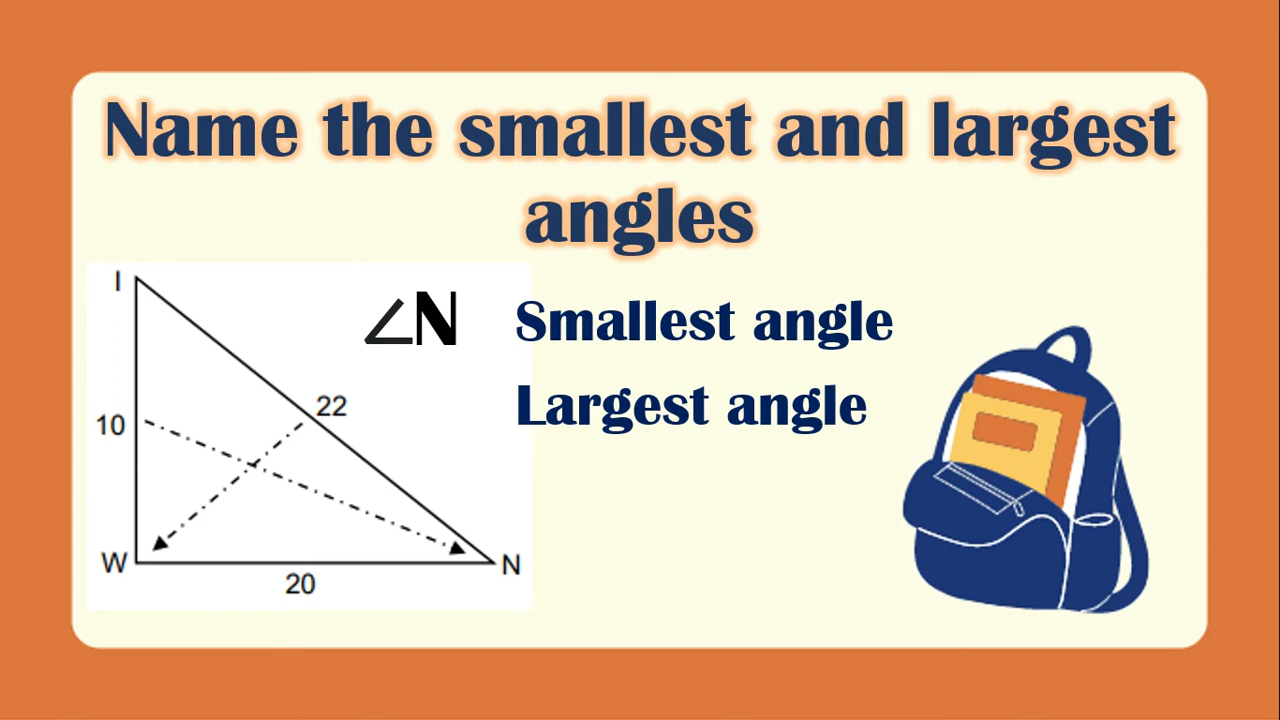 Name the smallest and largest
angles
I
∠N
Smallest angle
22
Largest angle
10
W
N
20